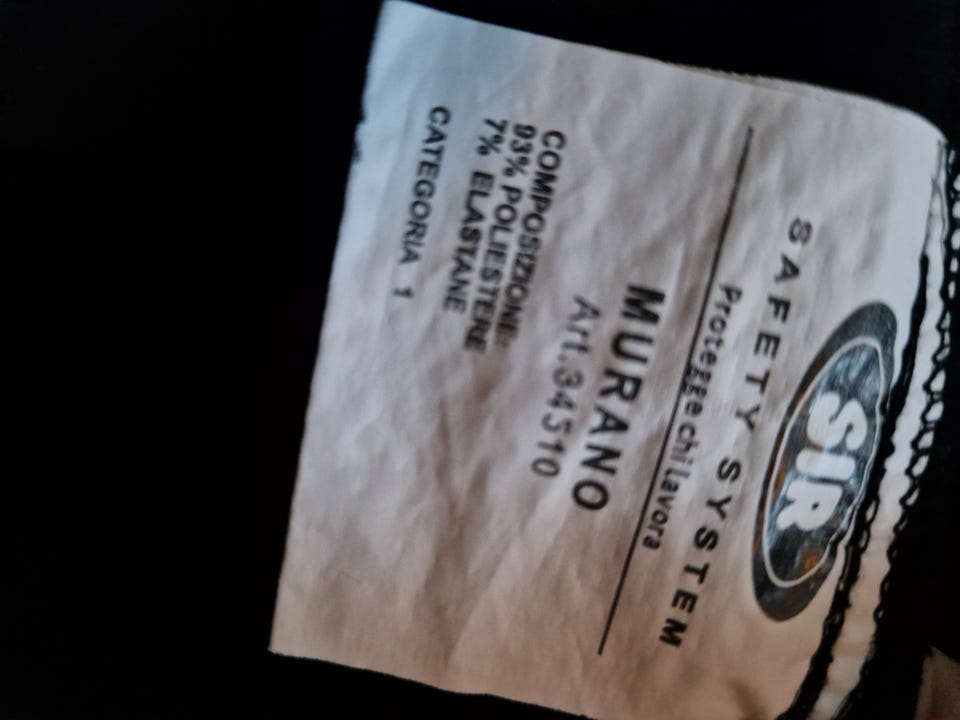 SIR
SAFETY SYSTEM
Protegge chi lavora
MURANO
Art.34510
COMPOSIZIONE:
93% POLIESTERE
7% ELASTANE
CATEGORIA 1